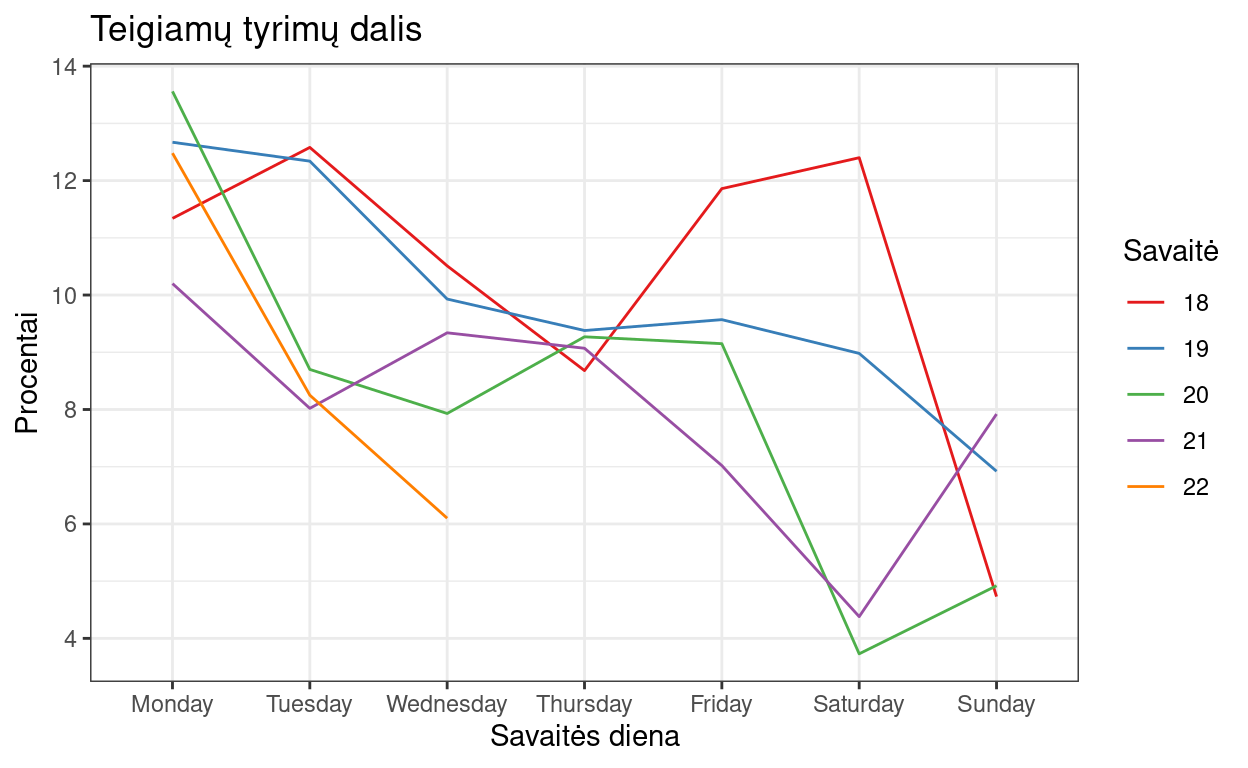 Teigiamų tyrimų dalis
Procentai
14
12
10
8
6
4
Monday Tuesday Wednesday Thursday Friday Saturday Sunday
Savaitės diena
Savaitė
18
19
20
21
22